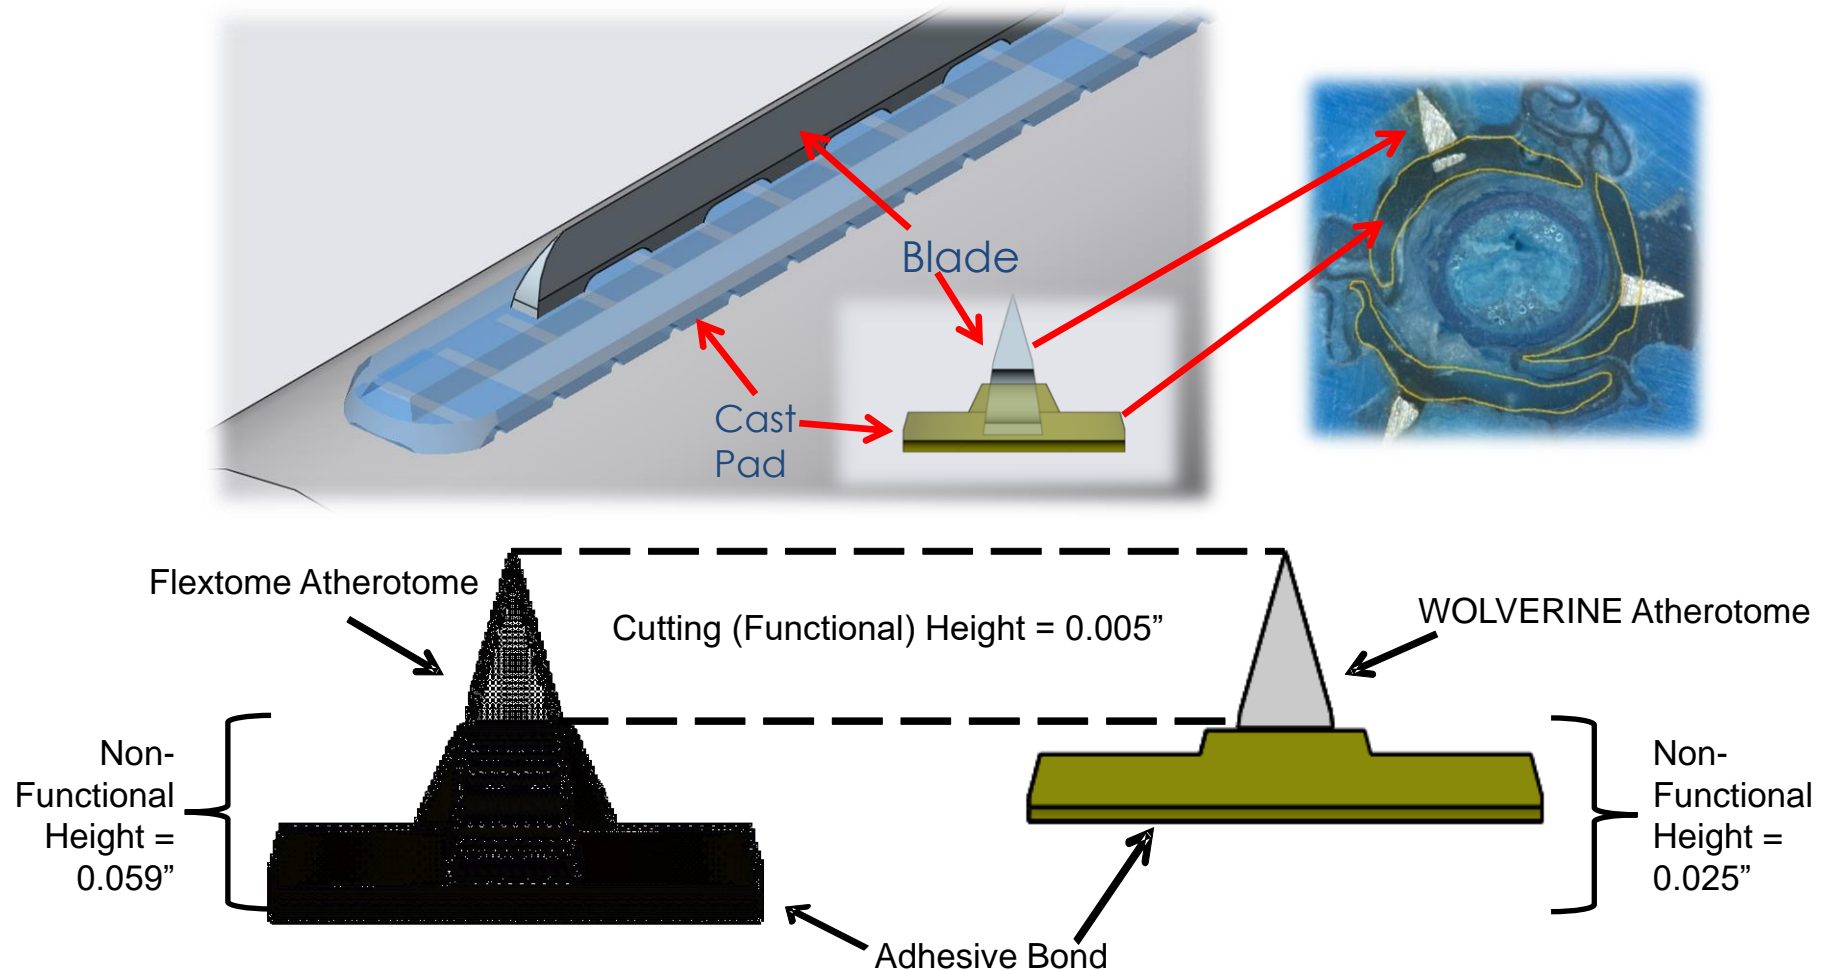 Blade
Cast
Pad
Flextome Atherotome
Cutting (Functional) Height = 0.005”
WOLVERINE Atherotome
Non-
Functional
Height =
0.059”
Non-
Functional
Height =
0.025”
Adhesive Bond